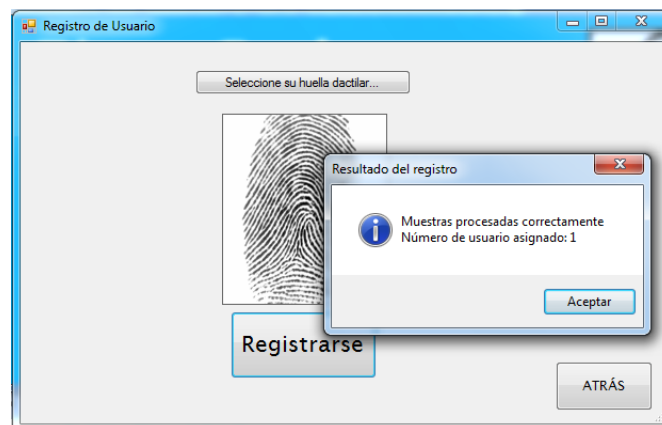 Registro de Usuario
Seleccione su huella dactilar...
Resultado del registro
Muestras procesadas correctamente
Número de usuario asignado: 1
Aceptar
Registrarse
ATRÁS